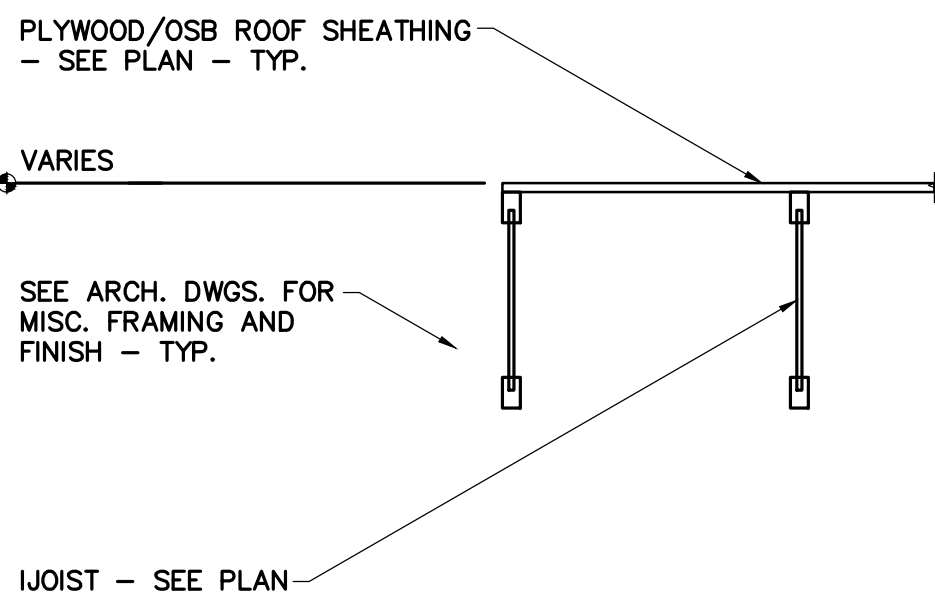 PLYWOOD/OSB ROOF SHEATHING
– SEE PLAN – TYP.
VARIES
SEE ARCH. DWGS. FOR
MISC. FRAMING AND
FINISH – TYP.
IJOIST – SEE PLAN